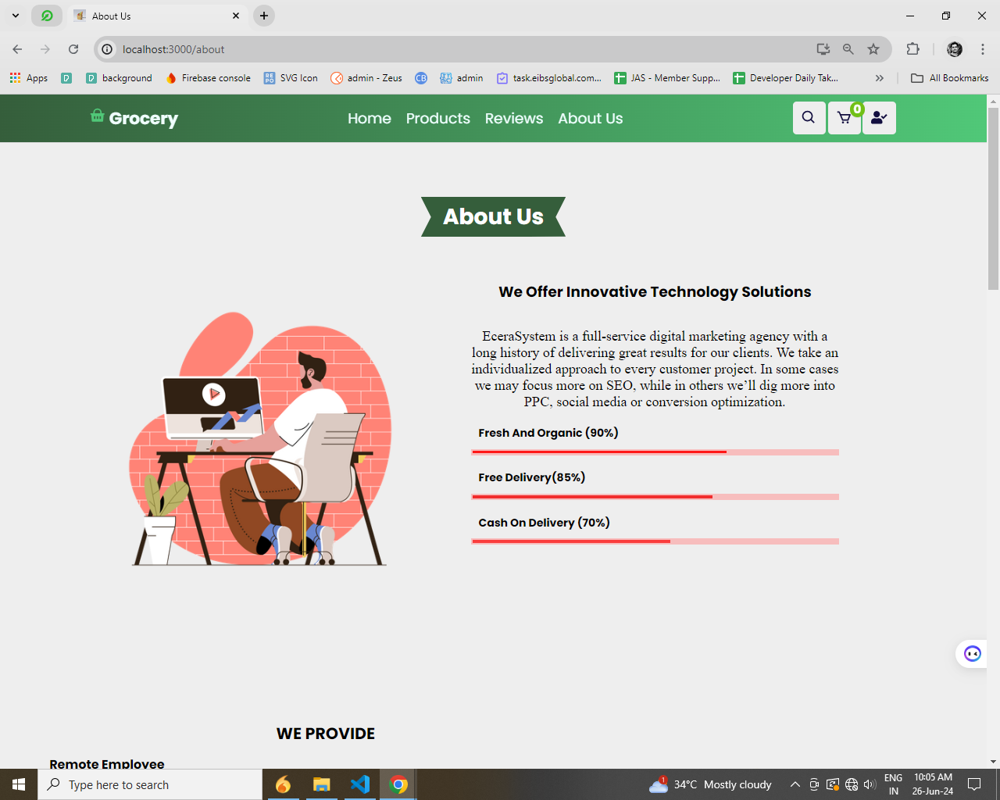 About Us
localhost:3000/about
Apps
background
Firebase console
SVG Icon
admin - Zeus
CB
admin
task.eibsglobal.com...
JAS - Member Supp...
Developer Daily Tak...
All Bookmarks
Grocery
Home
Products
Reviews
About Us
0
About Us
We Offer Innovative Technology Solutions
EceraSystem is a full-service digital marketing agency with a
long history of delivering great results for our clients. We take an
individualized approach to every customer project. In some cases
we may focus more on SEO, while in others we’ll dig more into
PPC, social media or conversion optimization.
Fresh And Organic (90%)
Free Delivery(85%)
Cash On Delivery (70%)
WE PROVIDE
Remote Employee
Type here to search
1
34°C Mostly cloudy
ENG
IN
10:05 AM
26-Jun-24